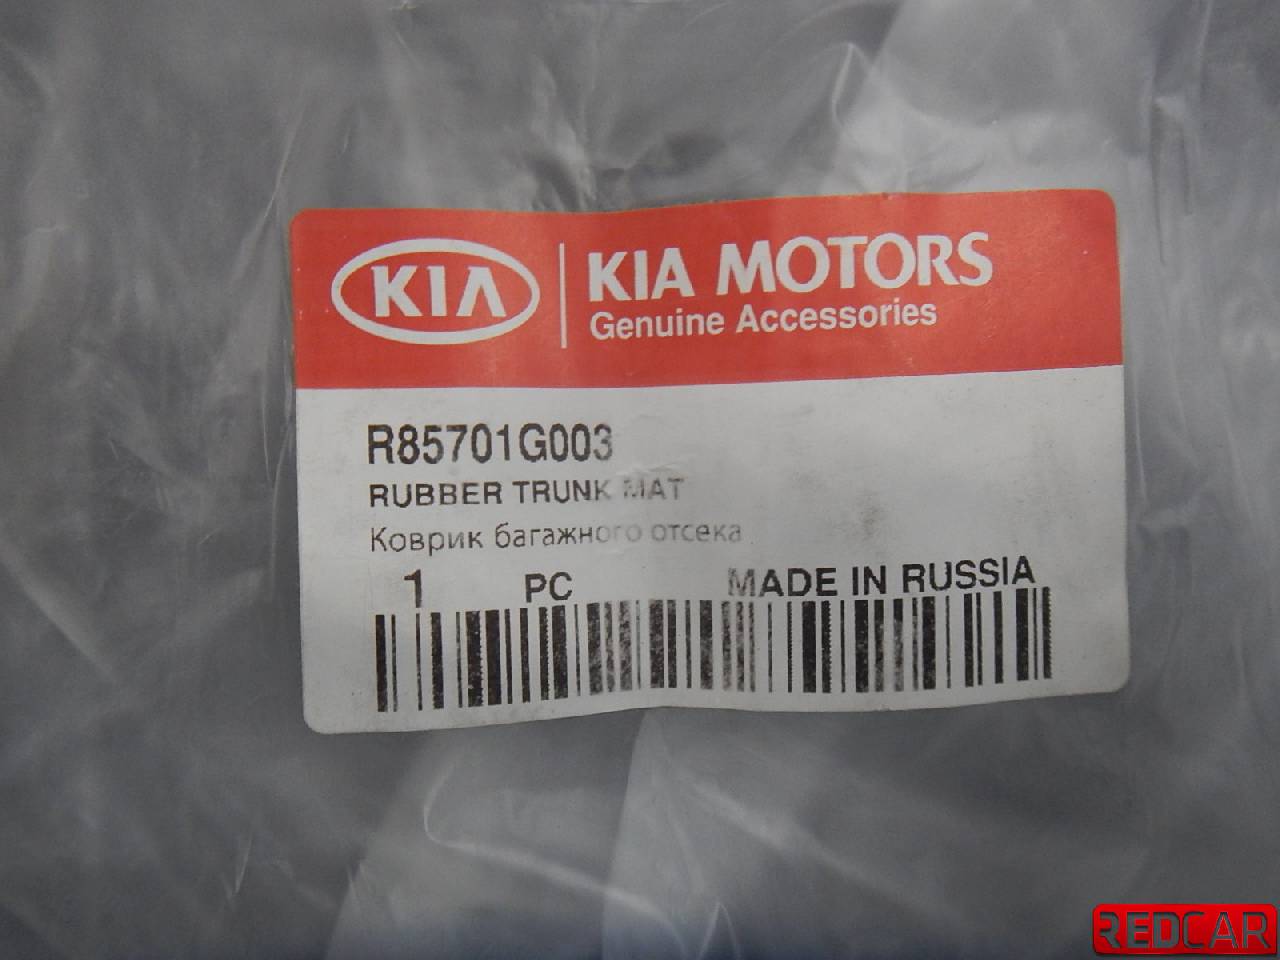 KIA
KIA MOTORS
Genuine Accessories
R85701G003
RUBBER TRUNK MAT
Коврик багажного отсека
1 PC MADE IN RUSSIA
REDCAR